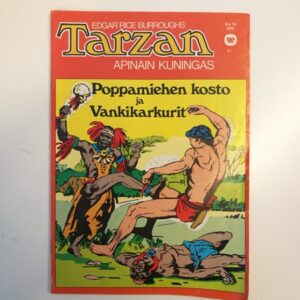 EDGAR RICE BURROUGHS
Tarzan
APINAIN KUNINGAS
Poppamiehen kosto
ja
Vankikarkurit